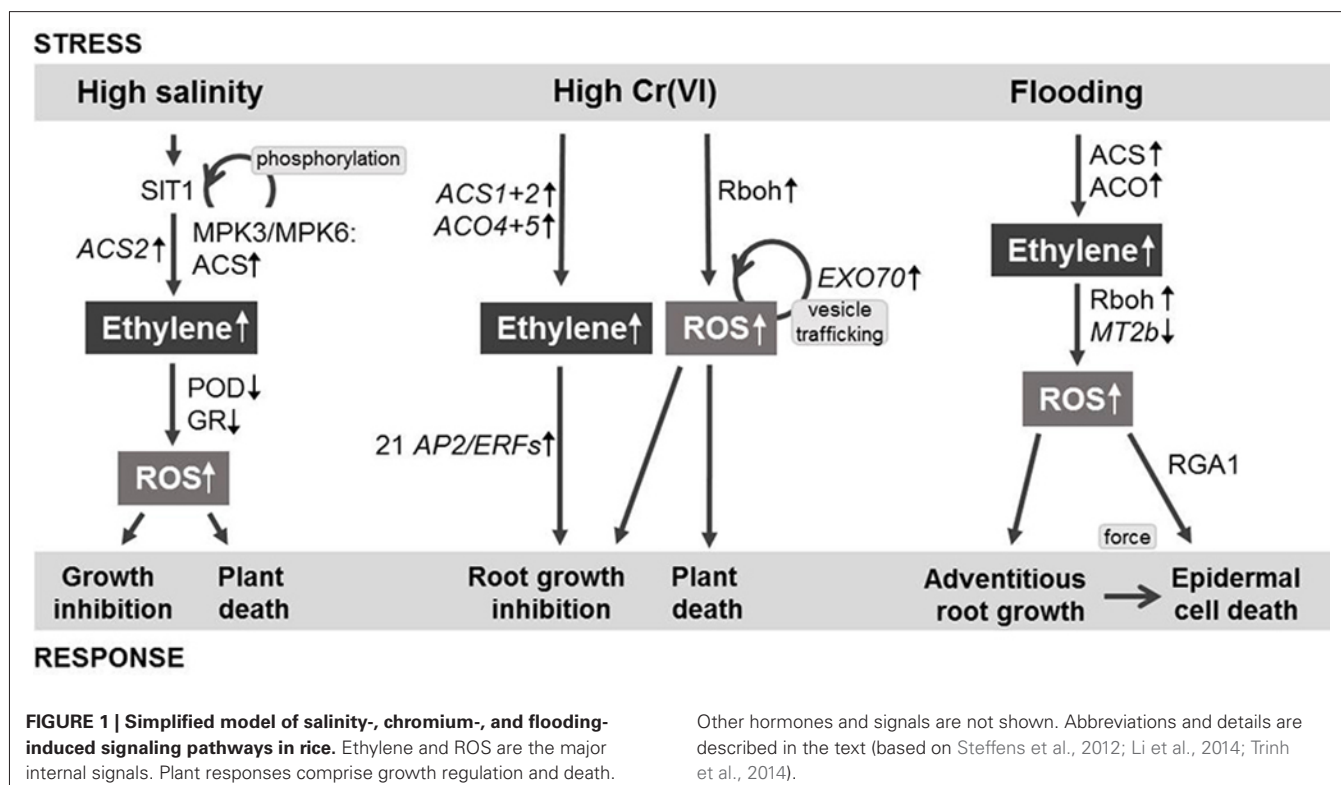 STRESS
High salinity
High Cr(VI)
Flooding
phosphorylation
SIT1
ACS2↑
MPK3/MPK6:
ACS↑
Ethylene↑
POD↓
GR↓
ROS↑
Growth
inhibition
Plant
death
ACS1+2↑
ACO4+5↑
Rboh↑
EXO70↑
vesicle
trafficking
Ethylene↑
ROS↑
21 AP2/ERFs↑
Root growth
inhibition
Plant
death
ACS↑
ACO↑
Ethylene↑
Rboh↑
MT2b↓
ROS↑
RGA1
force
Adventitious
root growth
Epidermal
cell death
RESPONSE
FIGURE 1 | Simplified model of salinity-, chromium-, and flooding-
induced signaling pathways in rice. Ethylene and ROS are the major
internal signals. Plant responses comprise growth regulation and death.
Other hormones and signals are not shown. Abbreviations and details are
described in the text (based on Steffens et al., 2012; Li et al., 2014; Trinh
et al., 2014).